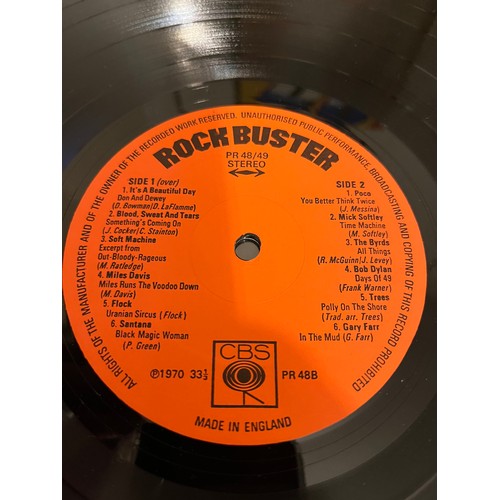 ALL RIGHTS OF THE MANUFACTURER AND OF THE OWNER OF THE RECORDED WORK RESERVED. UNAUTHORISED PUBLIC PERFORMANCE, BROADCASTING AND COPYING OF THIS RECORD PROHIBITED
ROCK BUSTER
PR 48/49
STEREO
SIDE 1 (over)
1. It's A Beautiful Day
Don And Dewey
(D. Bowman/D. LaFlamme)
2. Blood, Sweat And Tears
Something's Coming On
(J. Cocker/C. Stainton)
3. Soft Machine
Excerpt from
Out-Bloody-Rageous
(M. Ratledge)
4. Miles Davis
Miles Runs The Voodoo Down
(M. Davis)
5. Flock
Uranian Sircus (Flock)
6. Santana
Black Magic Woman
(P. Green)
SIDE 2
1. Poco
You Better Think Twice
(J. Messina)
2. Mick Softley
Time Machine
(M. Softley)
3. The Byrds
All Things
(R. McGuinn/J. Levey)
4. Bob Dylan
Days Of 49
(Frank Warner)
5. Trees
Polly On The Shore
(Trad. arr. Trees)
6. Gary Farr
In The Mud (G. Farr)
CBS
℗1970 33⅓
PR 48B
MADE IN ENGLAND